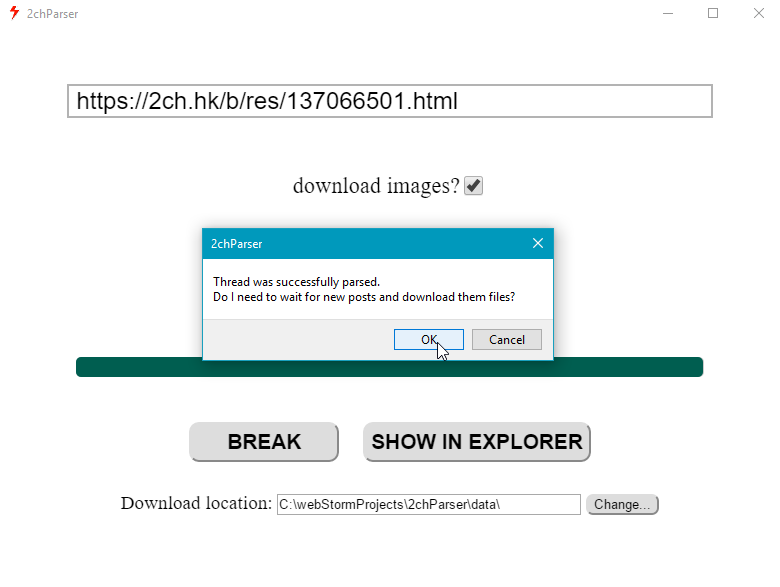 2chParser
https://2ch.hk/b/res/137066501.html
download images?
2chParser
Thread was successfully parsed.
Do I need to wait for new posts and download them files?
OK Cancel
BREAK SHOW IN EXPLORER
Download location: C:\webStormProjects\2chParser\data\ Change...